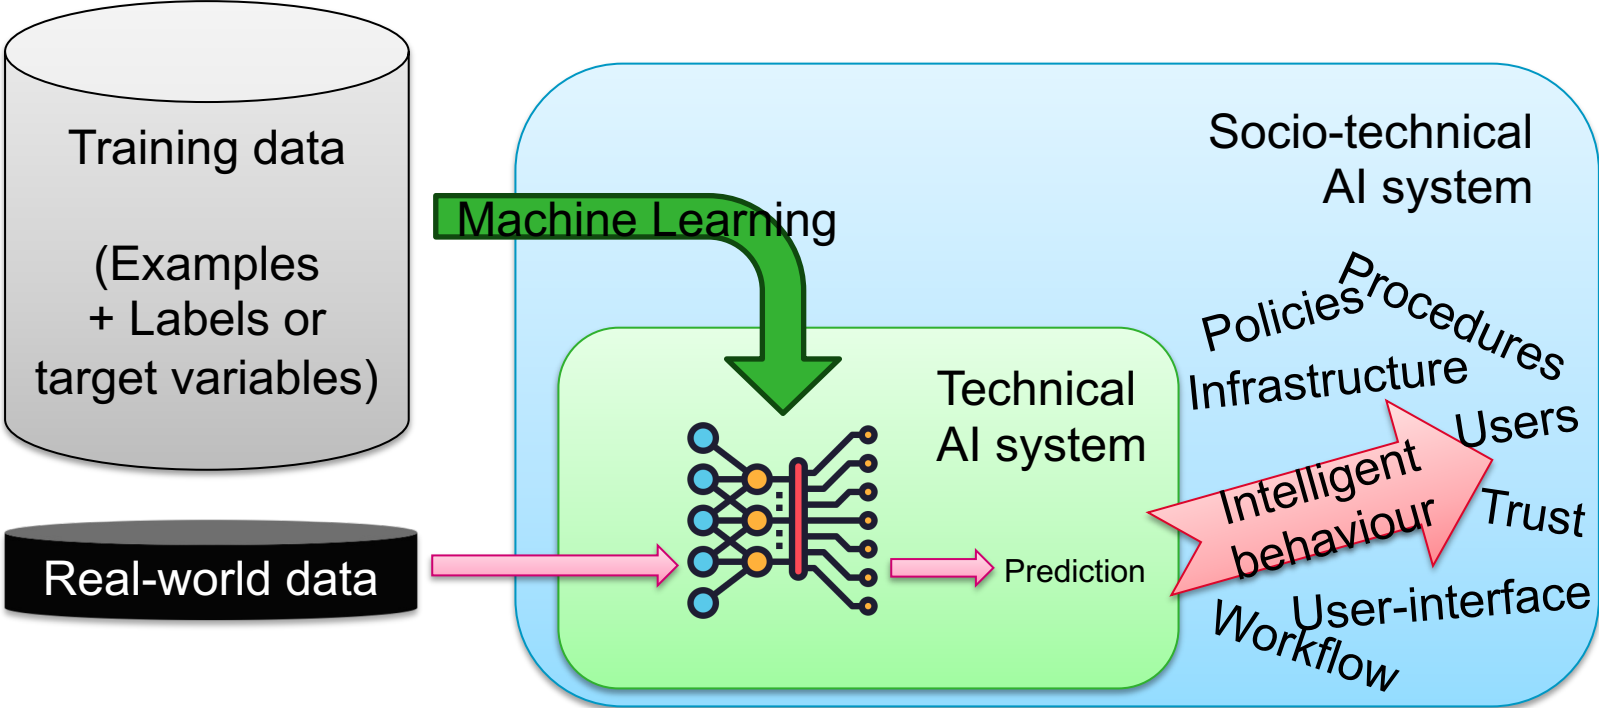 Training data
(Examples
+ Labels or
target variables)
Real-world data
Machine Learning
Socio-technical
AI system
Technical
AI system
Prediction
Intelligent
behaviour
Policies
Procedures
Infrastructure
Users
Trust
User-interface
Workflow